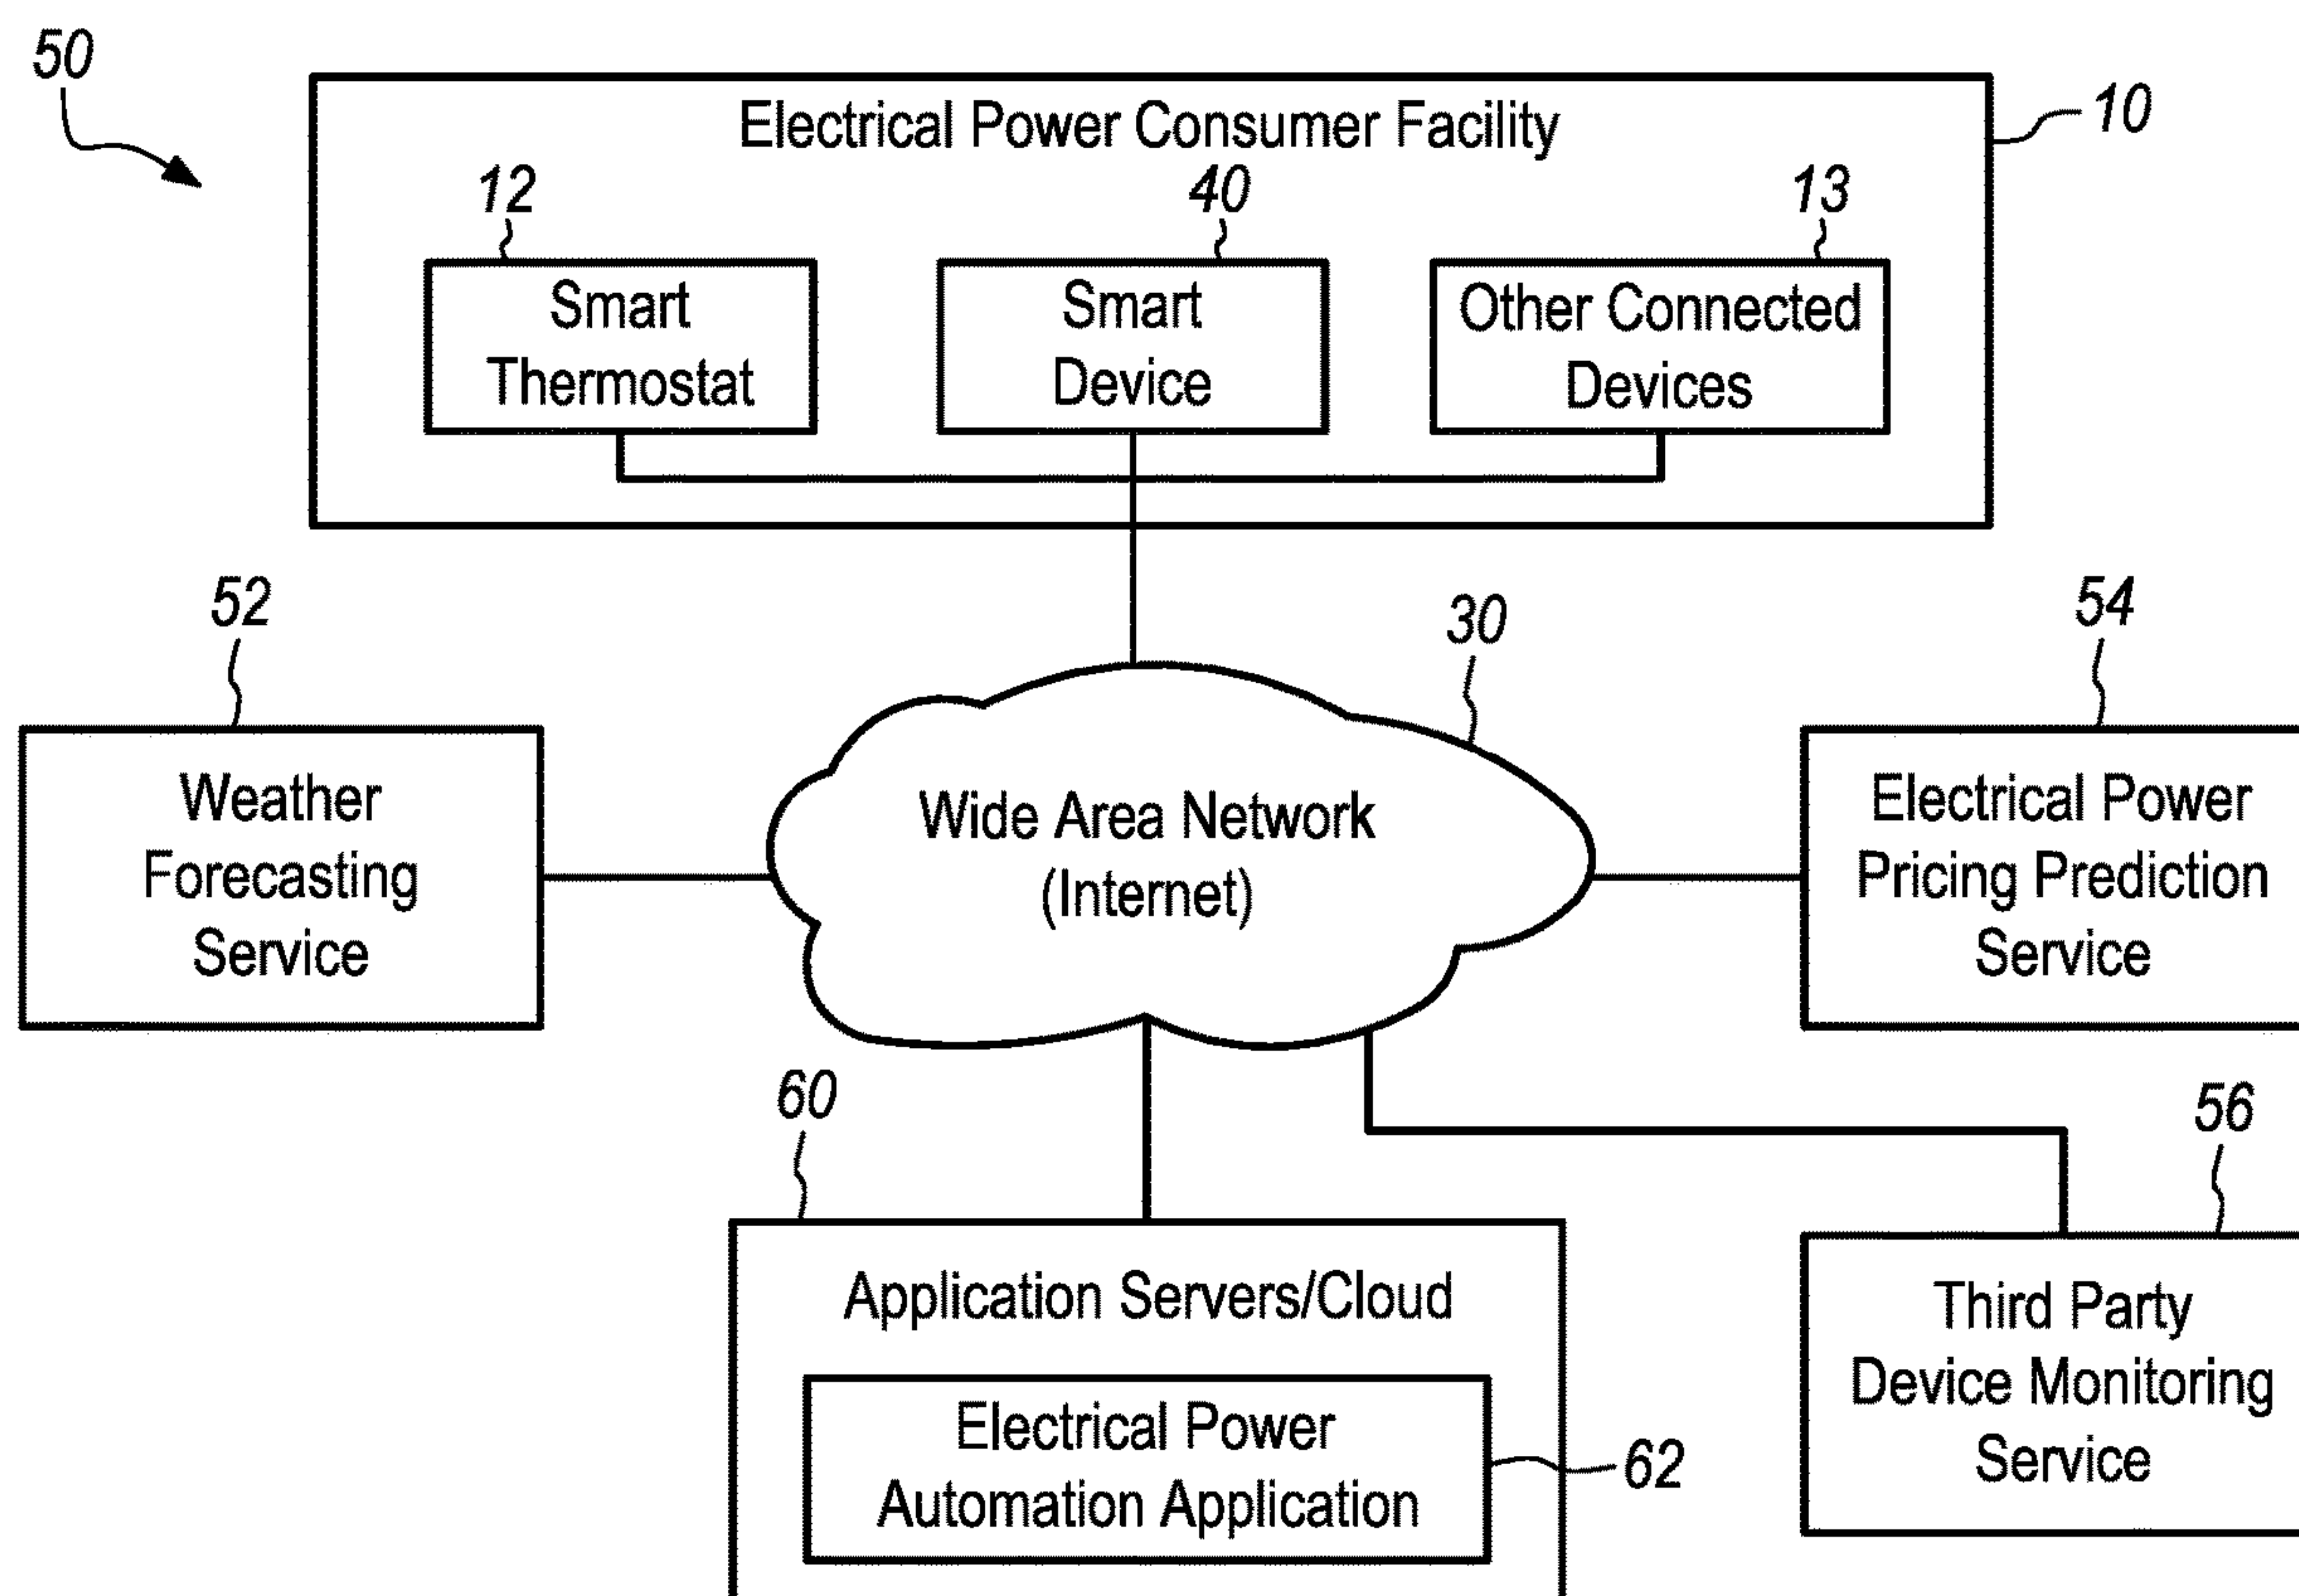 50
Electrical Power Consumer Facility
10
12
40
13
Smart
Thermostat
Smart
Device
Other Connected
Devices
52
30
54
Weather
Forecasting
Service
Wide Area Network
(Internet)
Electrical Power
Pricing Prediction
Service
60
56
Application Servers/Cloud
Electrical Power
Automation Application
62
Third Party
Device Monitoring
Service